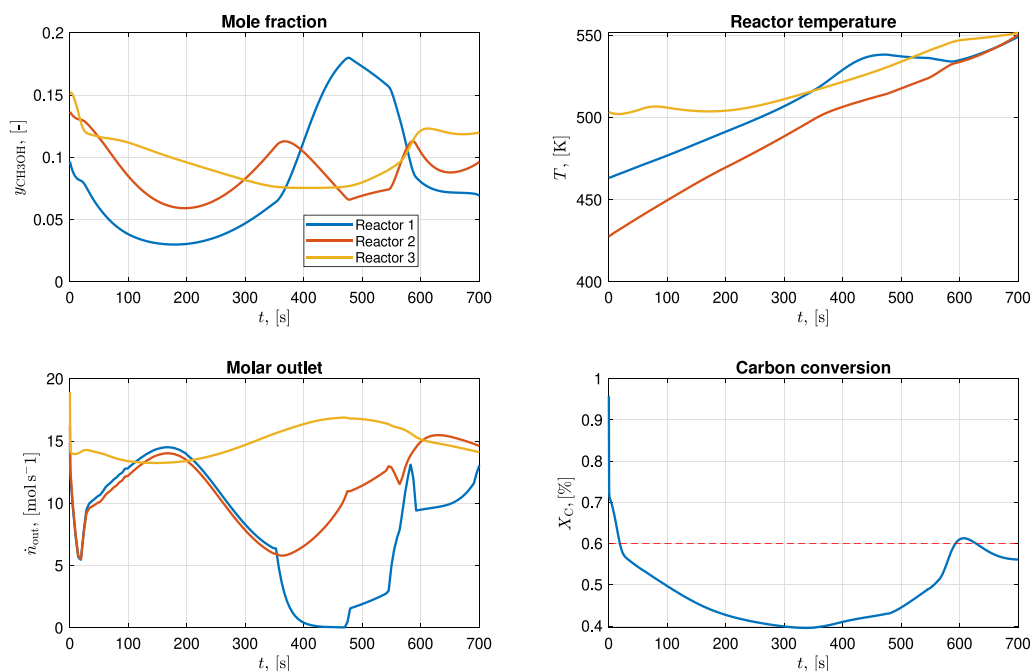 Mole fraction
0.2
0.15
0.1
0.05
0
y_CH3OH, [-]
Reactor 1
Reactor 2
Reactor 3
0 100 200 300 400 500 600 700
t, [s]
Reactor temperature
550
500
450
400
T, [K]
0 100 200 300 400 500 600 700
t, [s]
Molar outlet
20
15
10
5
0
ṅ_out, [mol s−1]
0 100 200 300 400 500 600 700
t, [s]
Carbon conversion
1
0.9
0.8
0.7
0.6
0.5
0.4
X_C, [%]
0 100 200 300 400 500 600 700
t, [s]